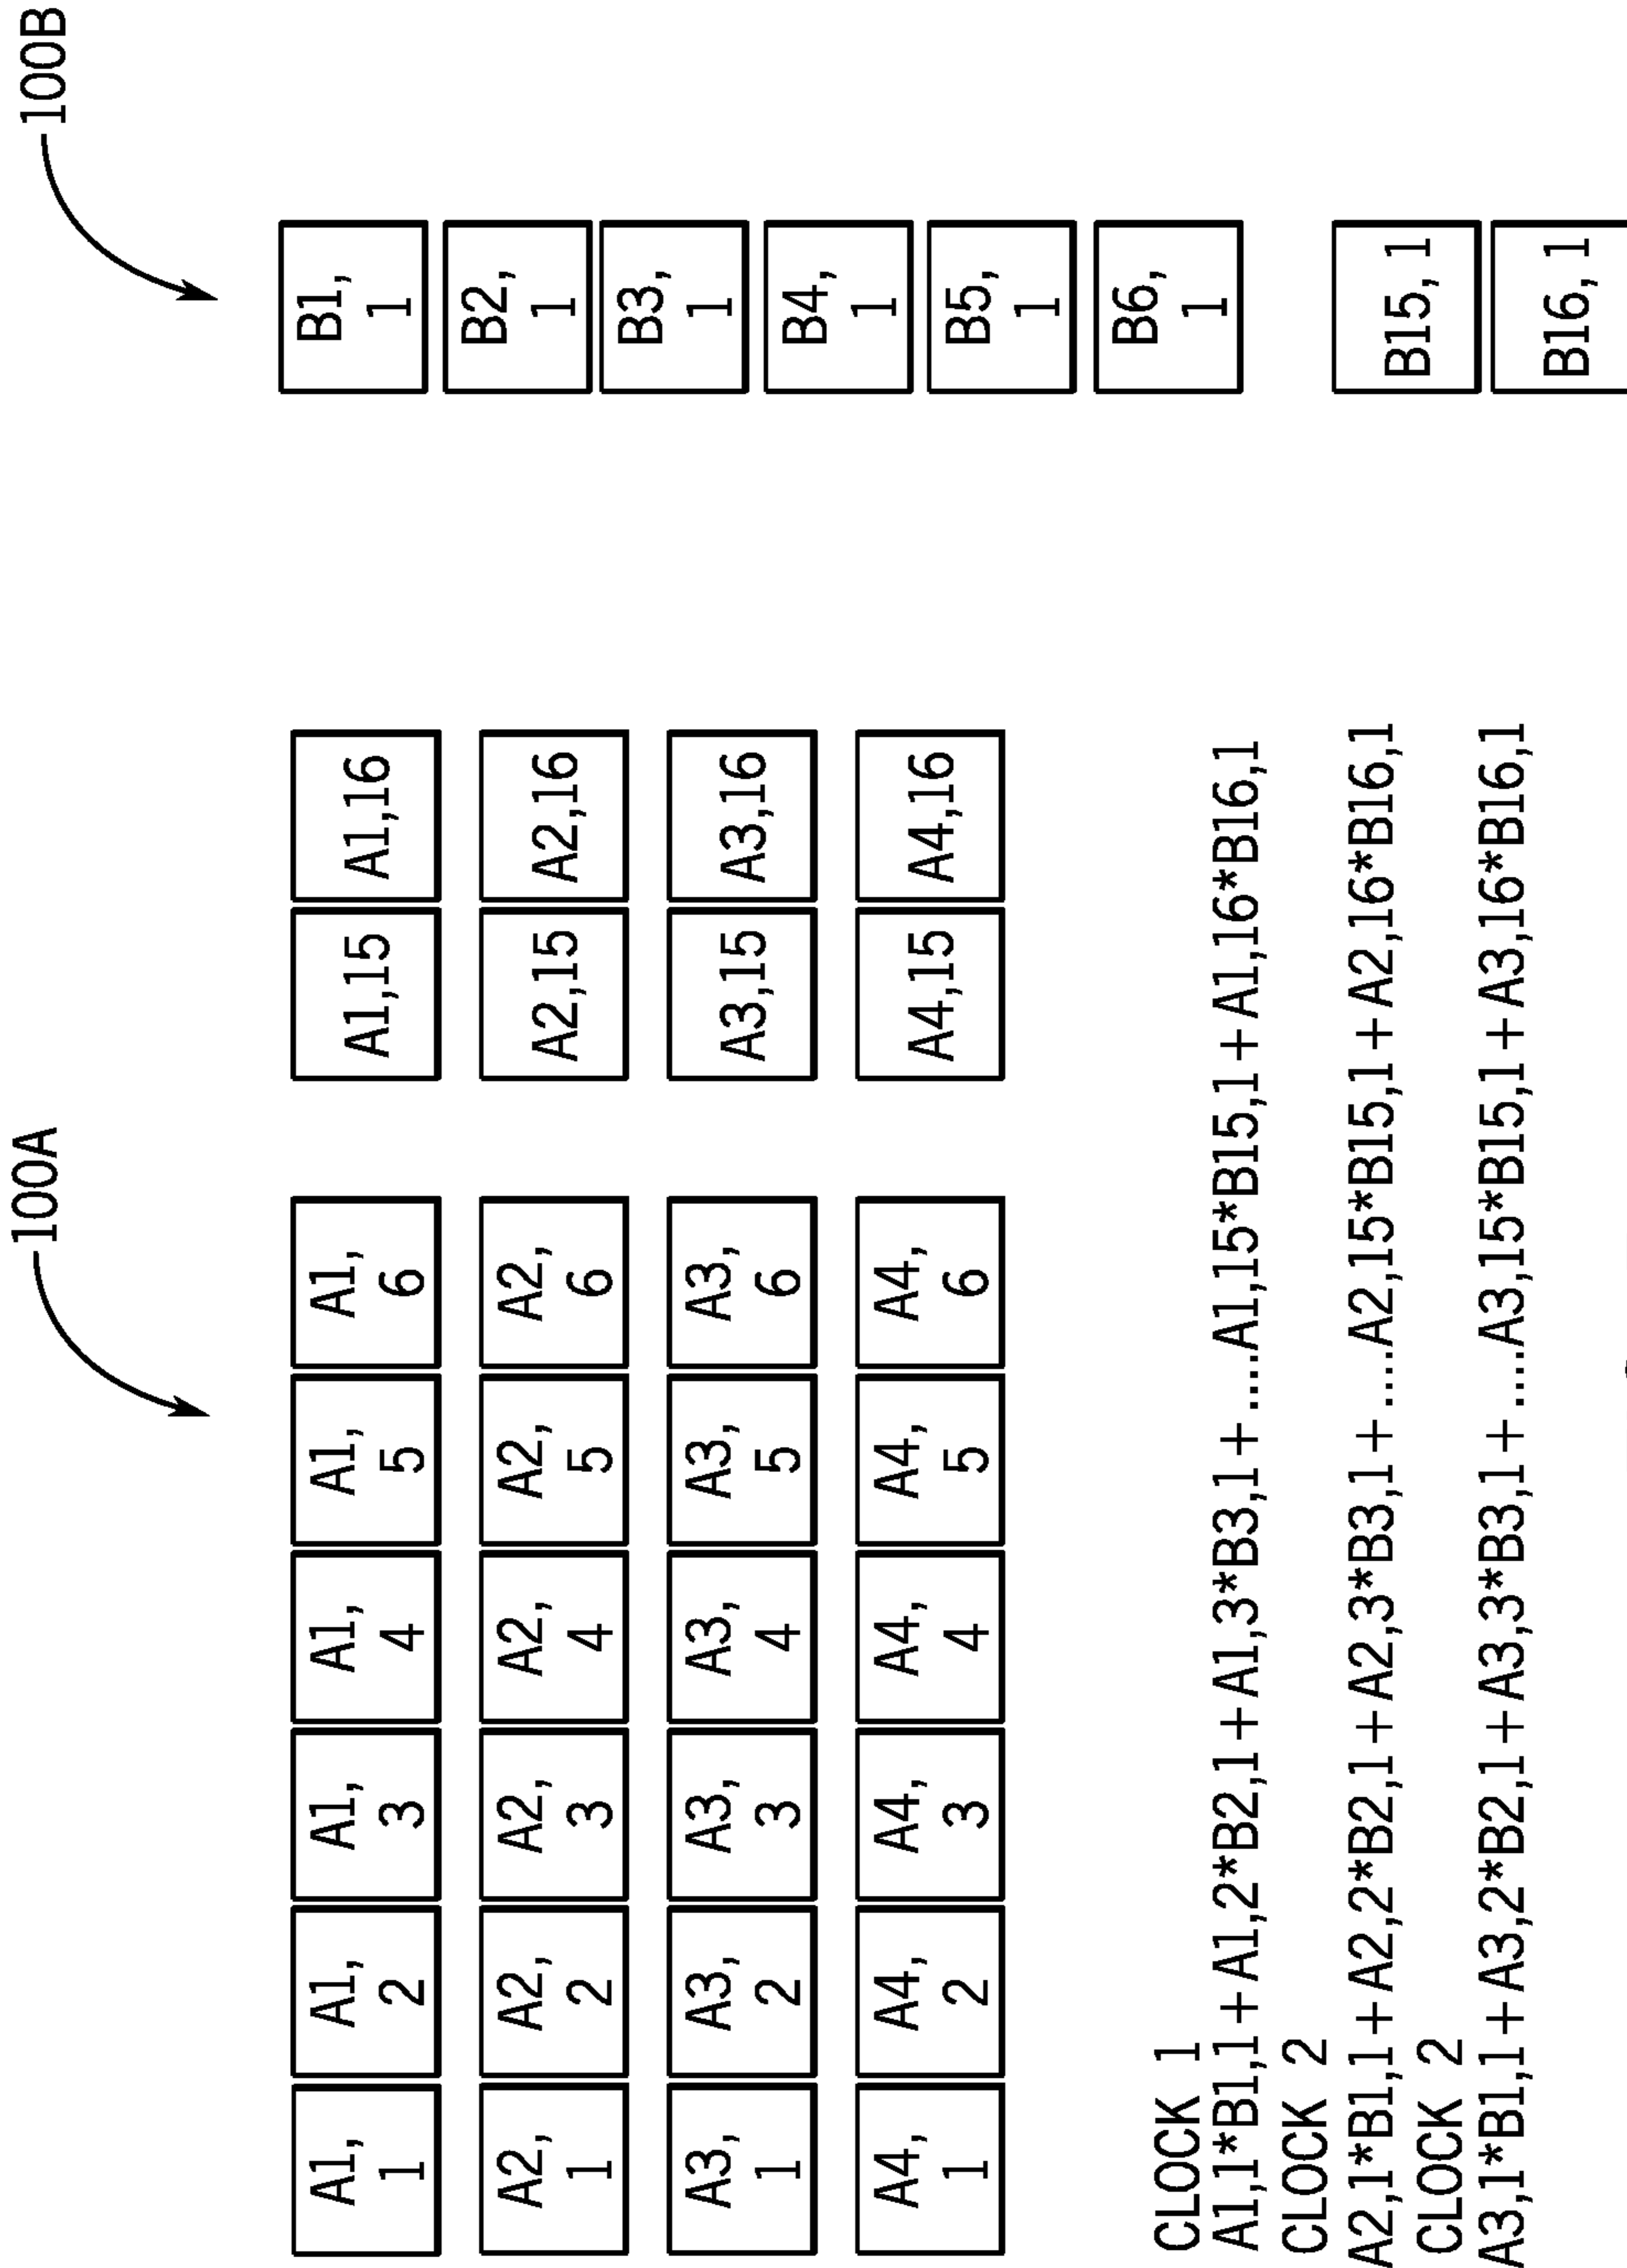 100A
100B
A1,
1
A1,
2
A1,
3
A1,
4
A1,
5
A1,
6
A1,15
A1,16
A2,
1
A2,
2
A2,
3
A2,
4
A2,
5
A2,
6
A2,15
A2,16
A3,
1
A3,
2
A3,
3
A3,
4
A3,
5
A3,
6
A3,15
A3,16
A4,
1
A4,
2
A4,
3
A4,
4
A4,
5
A4,
6
A4,15
A4,16
B1,
1
B2,
1
B3,
1
B4,
1
B5,
1
B6,
1
B15, 1
B16, 1
CLOCK 1
A1,1*B1,1+A1,2*B2,1+A1,3*B3,1+....A1,15*B15,1+A1,16*B16,1
CLOCK 2
A2,1*B1,1+A2,2*B2,1+A2,3*B3,1+....A2,15*B15,1+A2,16*B16,1
CLOCK 2
A3,1*B1,1+A3,2*B2,1+A3,3*B3,1+....A3,15*B15,1+A3,16*B16,1